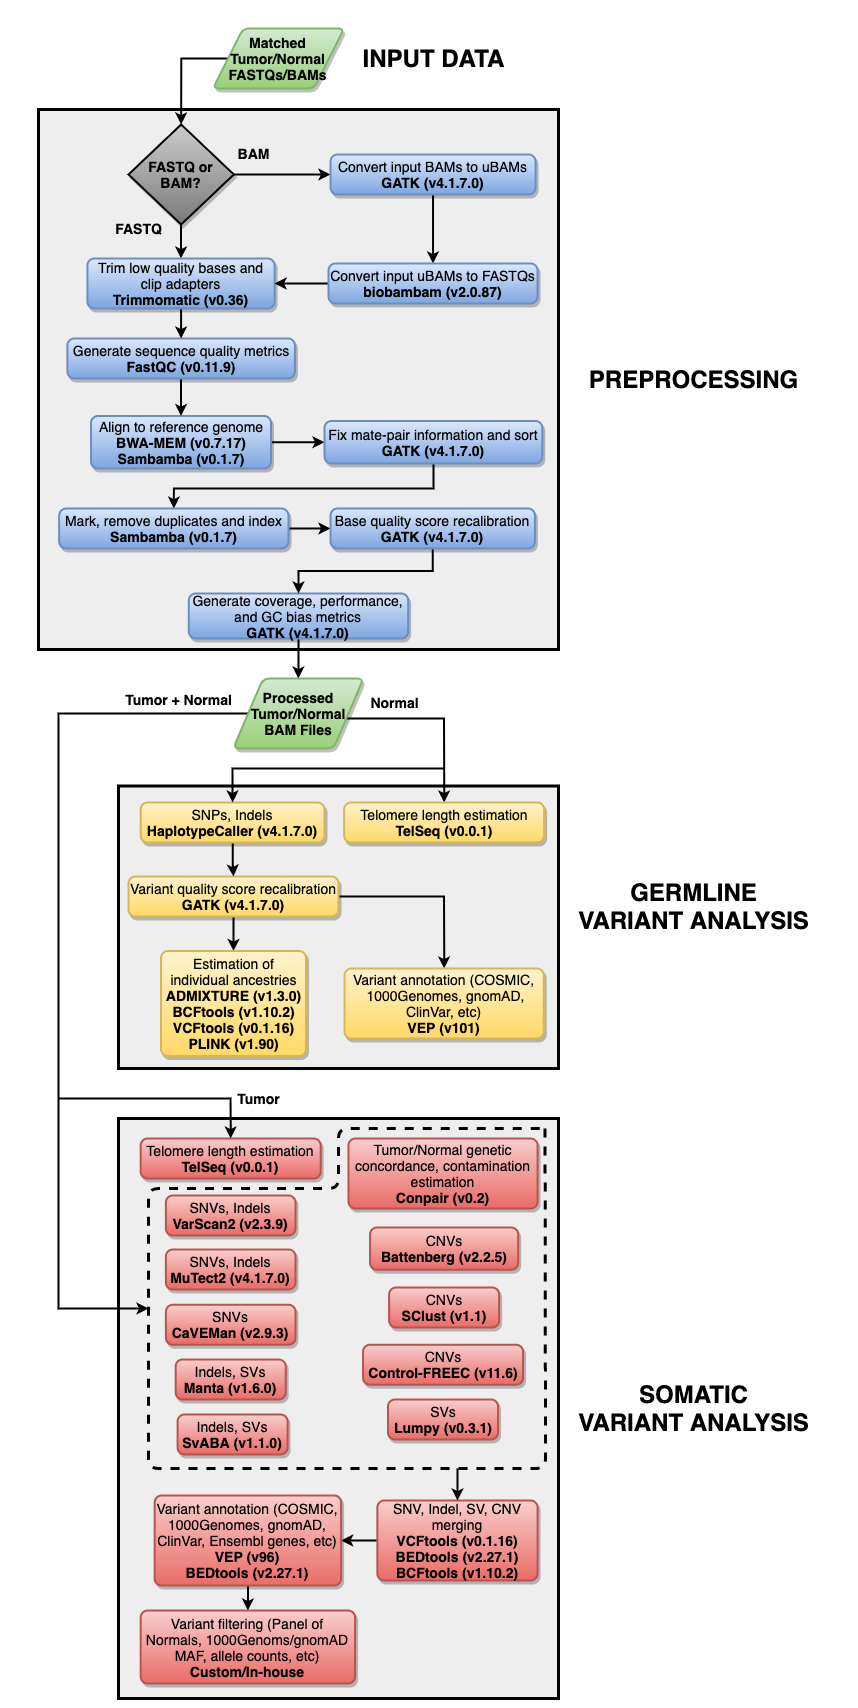 Matched
Tumor/Normal
FASTQs/BAMs
INPUT DATA
FASTQ or
BAM?
BAM
FASTQ
Convert input BAMs to uBAMs
GATK (v4.1.7.0)
Convert input uBAMs to FASTQs
biobambam (v2.0.87)
Trim low quality bases and
clip adapters
Trimmomatic (v0.36)
Generate sequence quality metrics
FastQC (v0.11.9)
PREPROCESSING
Align to reference genome
BWA-MEM (v0.7.17)
Sambamba (v0.1.7)
Fix mate-pair information and sort
GATK (v4.1.7.0)
Mark, remove duplicates and index
Sambamba (v0.1.7)
Base quality score recalibration
GATK (v4.1.7.0)
Generate coverage, performance,
and GC bias metrics
GATK (v4.1.7.0)
Processed
Tumor/Normal
BAM Files
Tumor + Normal
Normal
SNPs, Indels
HaplotypeCaller (v4.1.7.0)
Telomere length estimation
TelSeq (v0.0.1)
Variant quality score recalibration
GATK (v4.1.7.0)
GERMLINE
VARIANT ANALYSIS
Estimation of
individual ancestries
ADMIXTURE (v1.3.0)
BCFtools (v1.10.2)
VCFtools (v0.1.16)
PLINK (v1.90)
Variant annotation (COSMIC,
1000Genomes, gnomAD,
ClinVar, etc)
VEP (v101)
Tumor
Telomere length estimation
TelSeq (v0.0.1)
Tumor/Normal genetic
concordance, contamination
estimation
Conpair (v0.2)
SNVs, Indels
VarScan2 (v2.3.9)
CNVs
Battenberg (v2.2.5)
SNVs, Indels
MuTect2 (v4.1.7.0)
CNVs
SClust (v1.1)
SNVs
CaVEMan (v2.9.3)
CNVs
Control-FREEC (v11.6)
Indels, SVs
Manta (v1.6.0)
SVs
Lumpy (v0.3.1)
Indels, SVs
SvABA (v1.1.0)
SOMATIC
VARIANT ANALYSIS
SNV, Indel, SV, CNV
merging
VCFtools (v0.1.16)
BEDtools (v2.27.1)
BCFtools (v1.10.2)
Variant annotation (COSMIC,
1000Genomes, gnomAD,
ClinVar, Ensembl genes, etc)
VEP (v96)
BEDtools (v2.27.1)
Variant filtering (Panel of
Normals, 1000Genoms/gnomAD
MAF, allele counts, etc)
Custom/In-house